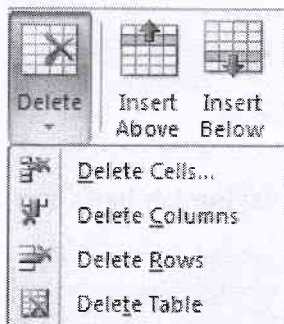 Delete Insert Insert
Above Below
Delete Cells...
Delete Columns
Delete Rows
Delete Table